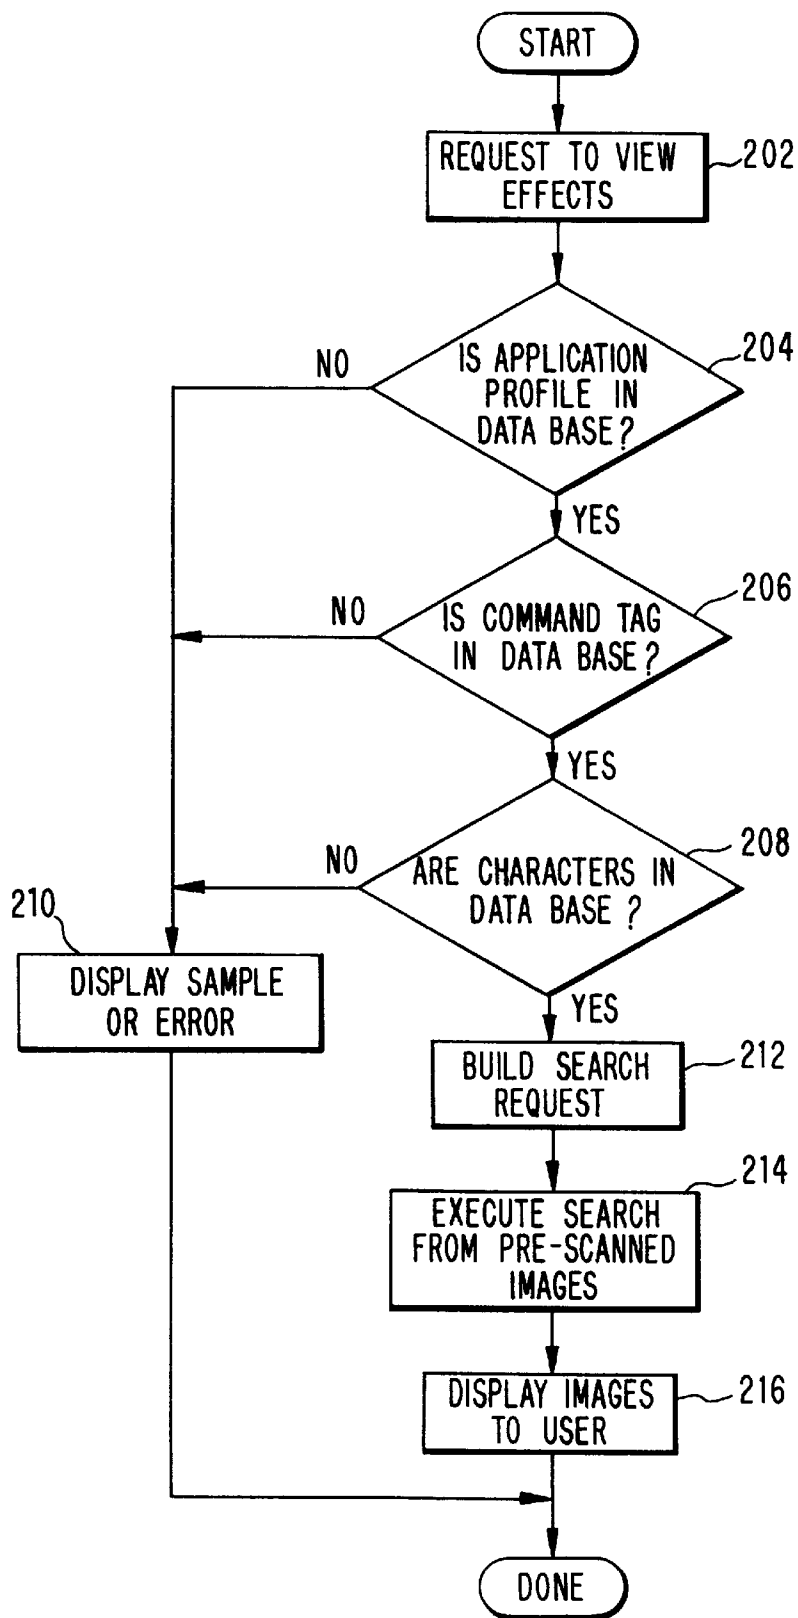 START
REQUEST TO VIEW
EFFECTS
202
IS APPLICATION
PROFILE IN
DATA BASE?
204
NO
YES
IS COMMAND TAG
IN DATA BASE?
206
NO
YES
ARE CHARACTERS IN
DATA BASE ?
208
NO
YES
210
DISPLAY SAMPLE
OR ERROR
BUILD SEARCH
REQUEST
212
EXECUTE SEARCH
FROM PRE-SCANNED
IMAGES
214
DISPLAY IMAGES
TO USER
216
DONE